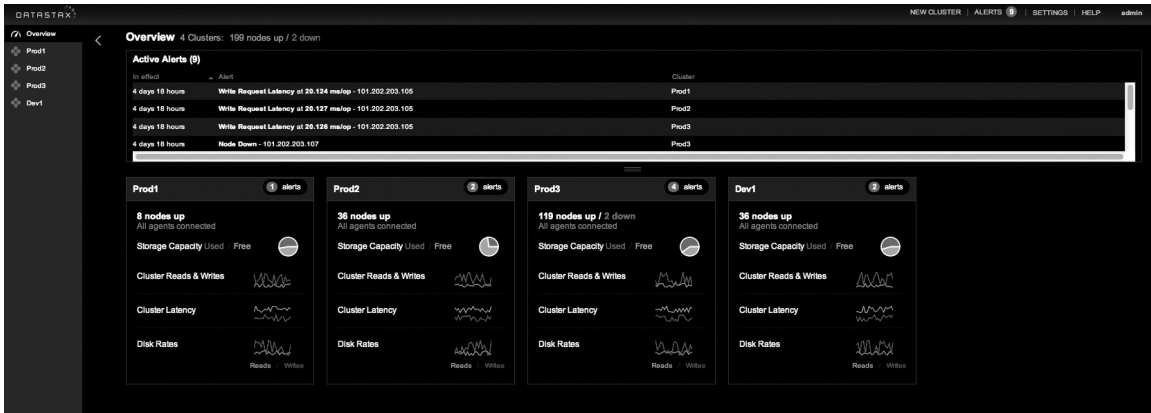 DATASTAX
NEW CLUSTER | ALERTS 9 | SETTINGS | HELP admin
Overview
Prod1
Prod2
Prod3
Dev1
Overview 4 Clusters: 199 nodes up / 2 down
Active Alerts (9)
In effect Alert Cluster
4 days 18 hours Write Request Latency at 20.124 ms/op - 101.202.203.105 Prod1
4 days 18 hours Write Request Latency at 20.127 ms/op - 101.202.203.105 Prod2
4 days 18 hours Write Request Latency at 20.126 ms/op - 101.202.203.105 Prod3
4 days 18 hours Node Down - 101.202.203.107 Prod3
Prod1 1 alerts
8 nodes up
All agents connected
Storage Capacity Used / Free
Cluster Reads & Writes
Cluster Latency
Disk Rates
Reads / Writes
Prod2 2 alerts
36 nodes up
All agents connected
Storage Capacity Used / Free
Cluster Reads & Writes
Cluster Latency
Disk Rates
Reads / Writes
Prod3 4 alerts
119 nodes up / 2 down
All agents connected
Storage Capacity Used / Free
Cluster Reads & Writes
Cluster Latency
Disk Rates
Reads / Writes
Dev1 2 alerts
36 nodes up
All agents connected
Storage Capacity Used / Free
Cluster Reads & Writes
Cluster Latency
Disk Rates
Reads / Writes